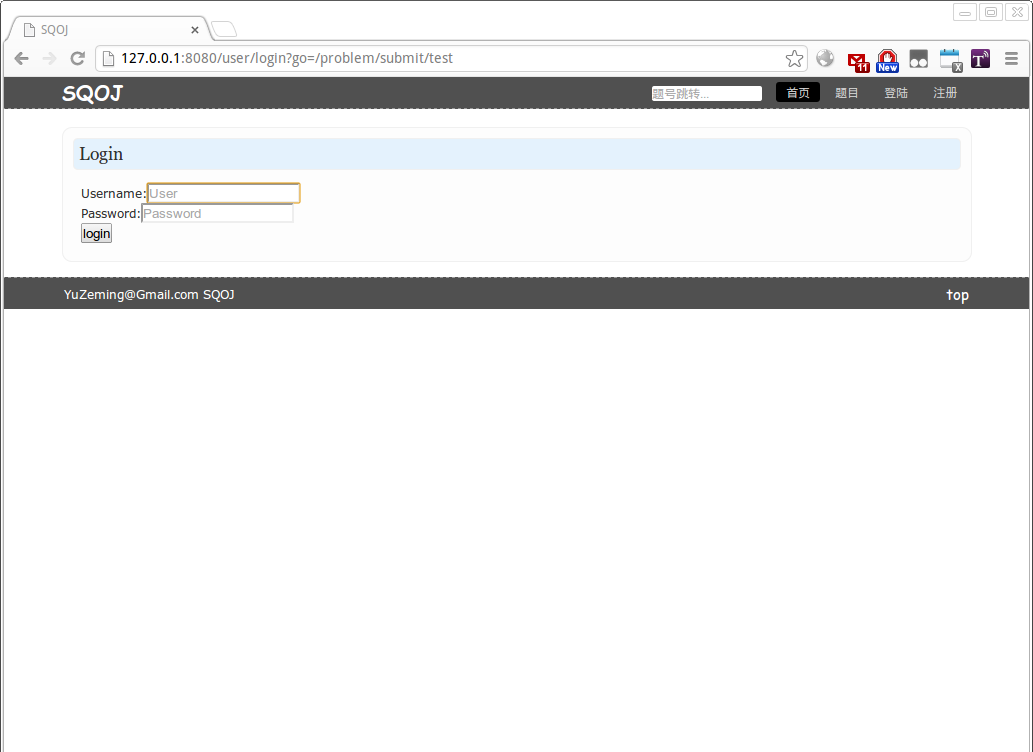 SQOJ
127.0.0.1:8080/user/login?go=/problem/submit/test
11
New
X
T
SQOJ
题号跳转...
首页
题目
登陆
注册
Login
Username:
User
Password:
Password
login
YuZeming@Gmail.com SQOJ
top